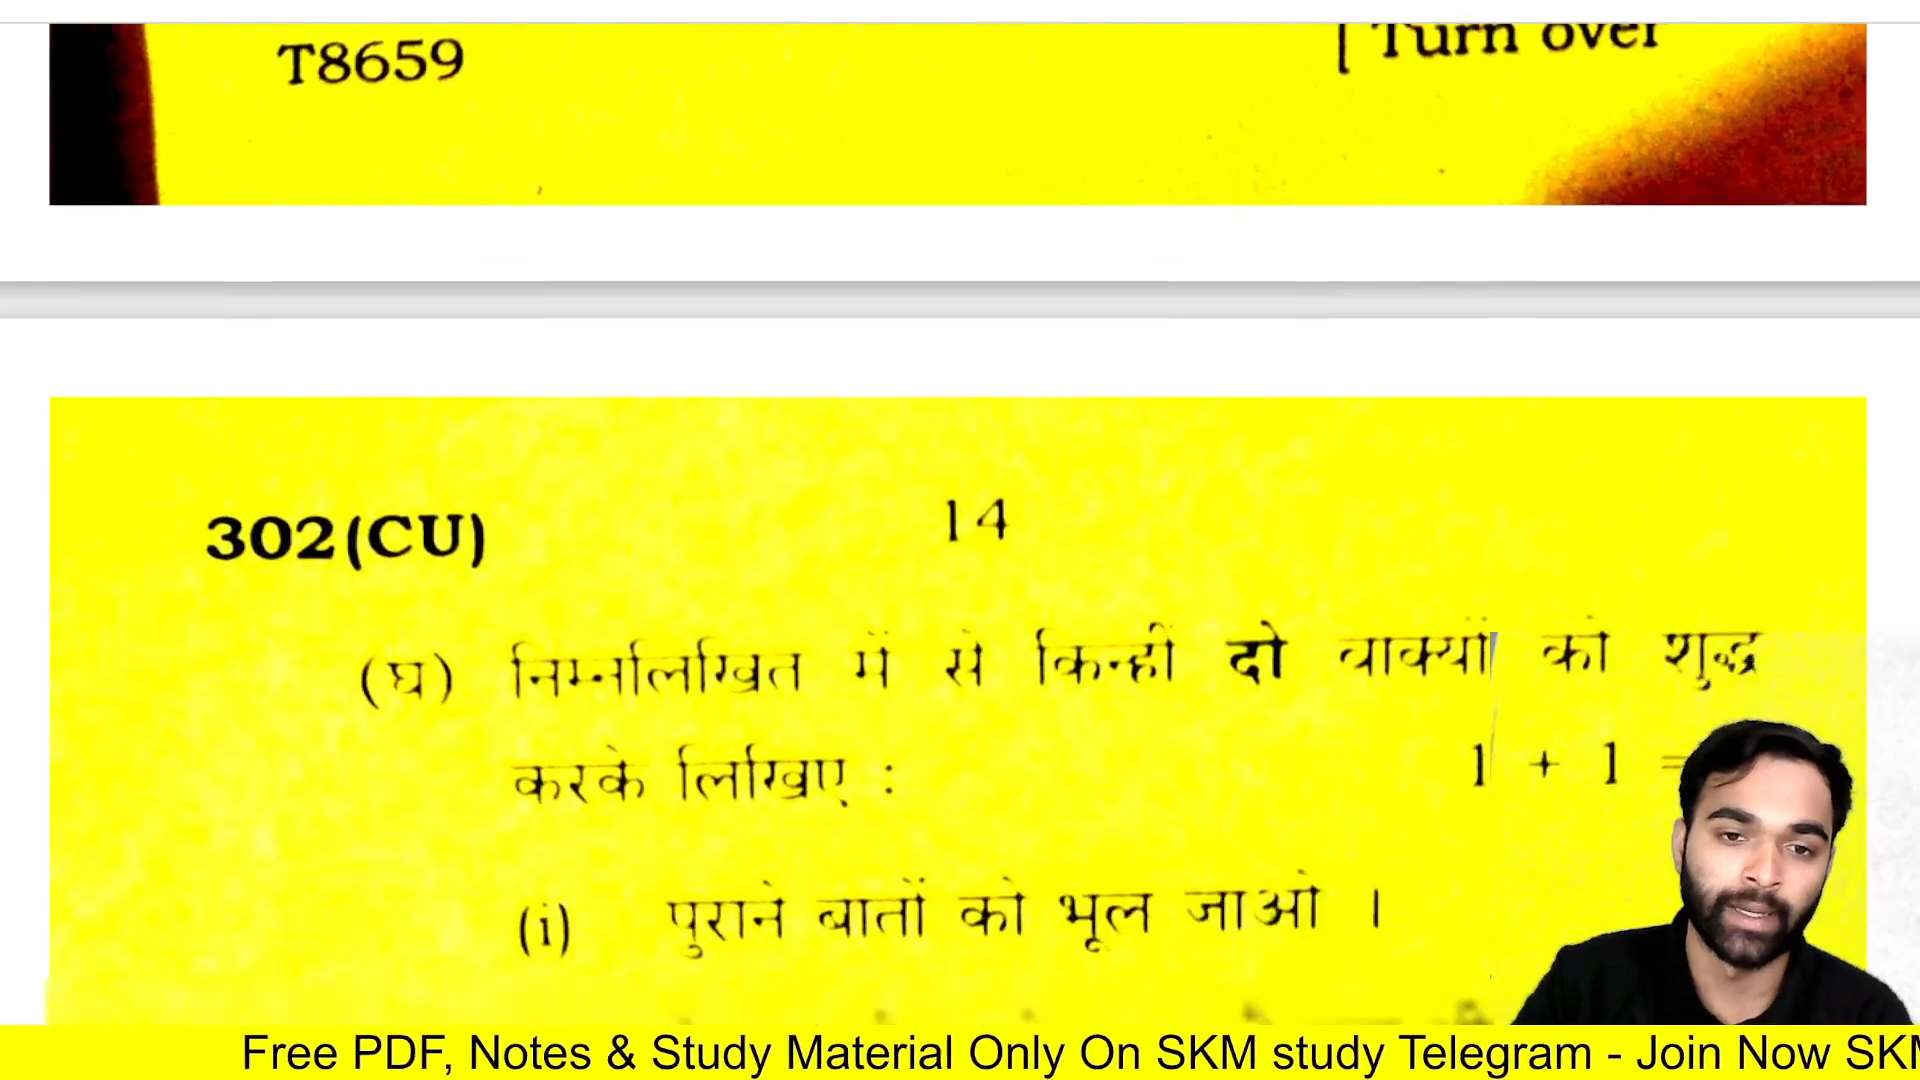 T8659 [ Turn over
302(CU) 14
(घ) निम्नलिखित में से किन्हीं दो वाक्यों को शुद्ध
करके लिखिए : 1 + 1 =
(i) पुराने बातों को भूल जाओ ।
Free PDF, Notes & Study Material Only On SKM study Telegram - Join Now SKM